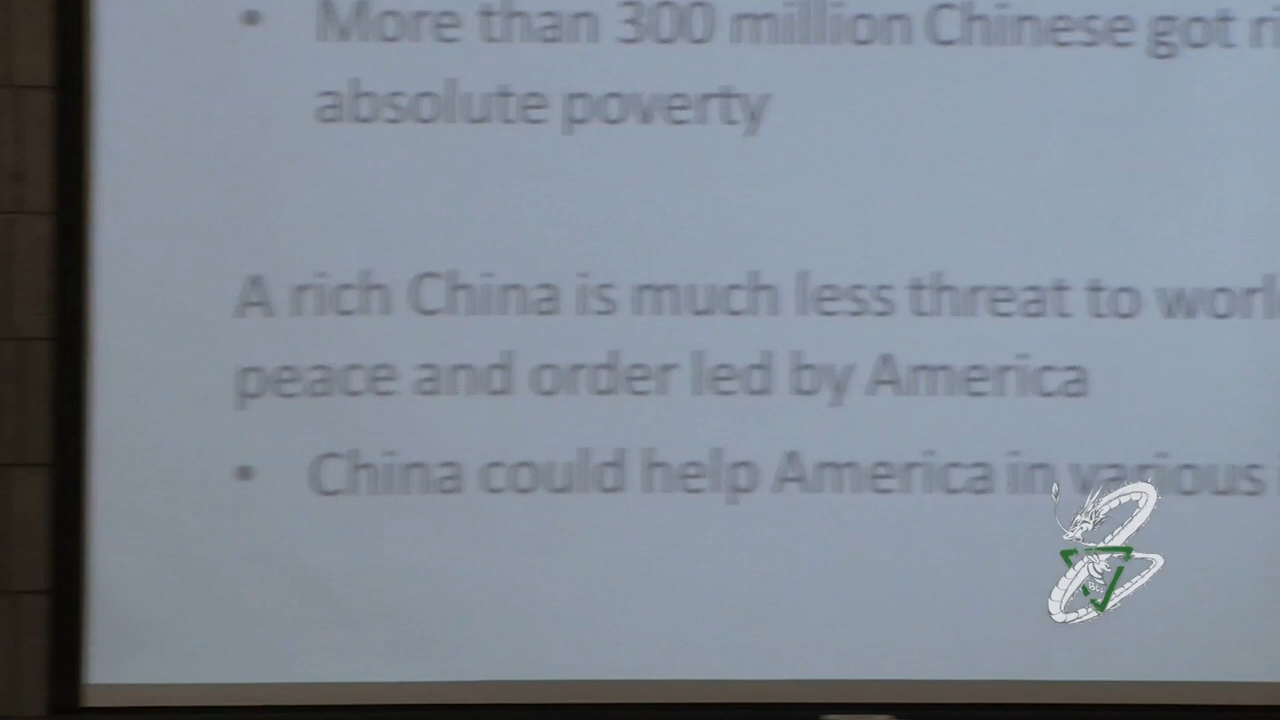 • More than 300 million Chinese got
absolute poverty
A rich China is much less threat to
peace and order led by America
• China could help America in various